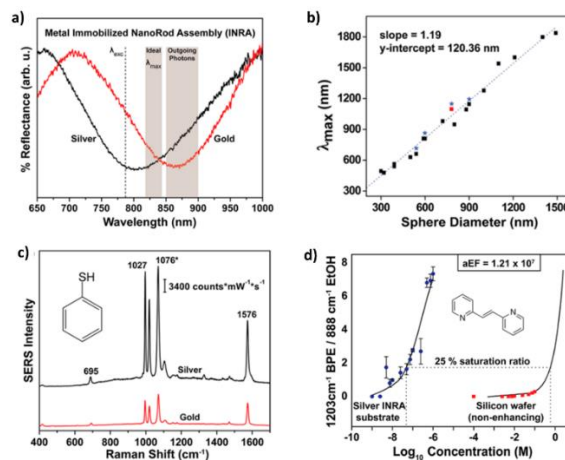 a)
Metal Immobilized NanoRod Assembly (INRA)
λexc
Ideal
λmax
Outgoing
Photons
Silver
Gold
% Reflectance (arb. u.)
650 700 750 800 850 900 950 1000
Wavelength (nm)
b)
slope = 1.19
y-intercept = 120.36 nm
λmax (nm)
1800
1500
1200
900
600
300
300 600 900 1200 1500
Sphere Diameter (nm)
c)
SH
1027
1076*
3400 counts*mW⁻¹*s⁻¹
1576
695
Silver
Gold
SERS Intensity
400 600 800 1000 1200 1400 1600
Raman Shift (cm⁻¹)
d)
aEF = 1.21 x 10⁷
N
N
25 % saturation ratio
Silver INRA
substrate
Silicon wafer
(non-enhancing)
1203cm⁻¹ BPE / 888 cm⁻¹ EtOH
8
6
4
2
0
-10 -9 -8 -7 -6 -5 -4 -3 -2 -1 0
Log₁₀ Concentration (M)